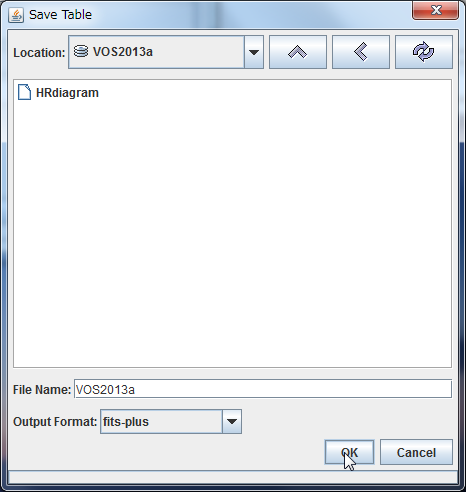 Save Table
Location: VOS2013a
HRdiagram
File Name: VOS2013a
Output Format: fits-plus
OK Cancel